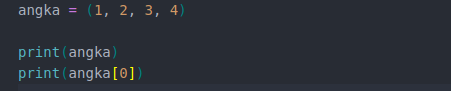 angka = (1, 2, 3, 4)
print(angka)
print(angka[0])